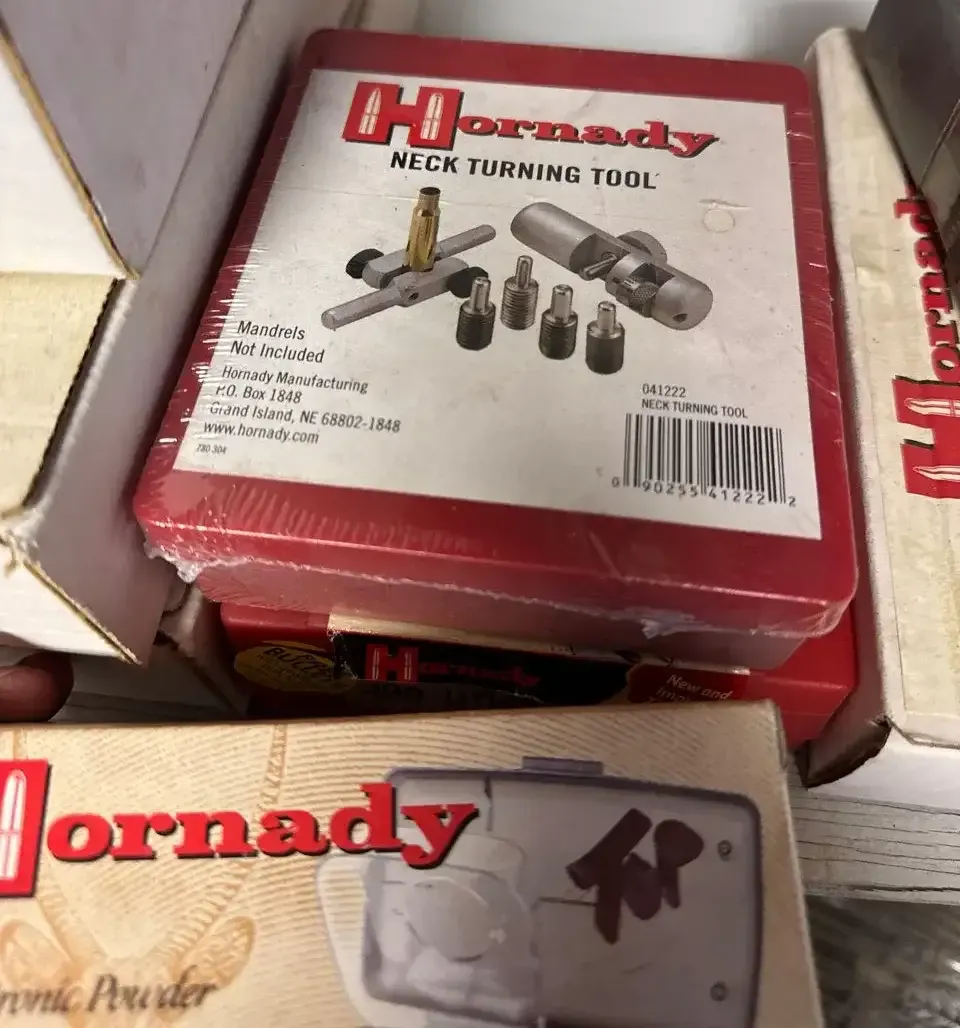 Hornady
NECK TURNING TOOL
Mandrels
Not Included
Hornady Manufacturing
P.O. Box 1848
Grand Island, NE 68802-1848
www.hornady.com
780 304
041222
NECK TURNING TOOL
0 90255 41222 2
Hornady
Hornady
New and
Hornady
TOP
Powder